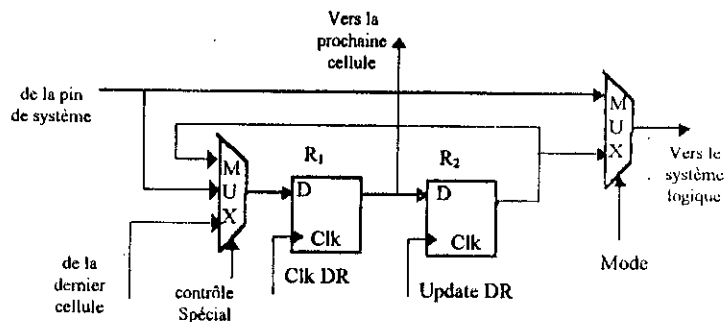 Vers la
prochaine
cellule
de la pin
de système
M
U
X
R₁
D
Clk
Clk DR
R₂
D
Clk
Update DR
M
U
X
Vers le
système
logique
Mode
de la
dernier
cellule
contrôle
Spécial